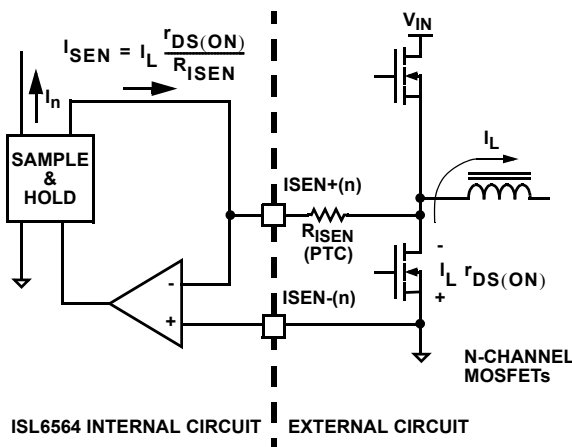 V_IN
I_SEN = I_L r_DS(ON) / R_ISEN
I_n
SAMPLE
&
HOLD
I_L
ISEN+(n)
R_ISEN
(PTC)
-
I_L r_DS(ON)
+
-
+
ISEN-(n)
N-CHANNEL
MOSFETs
ISL6564 INTERNAL CIRCUIT
EXTERNAL CIRCUIT